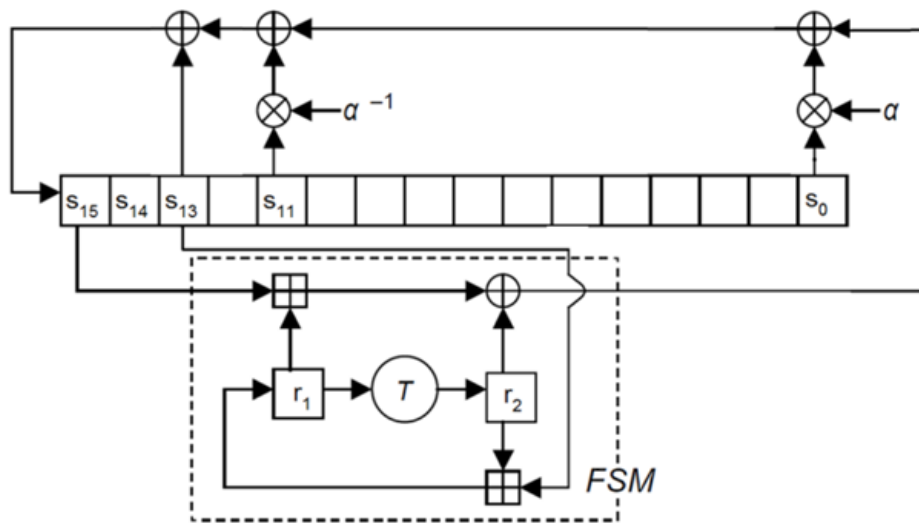 α⁻¹
α
s₁₅ s₁₄ s₁₃ s₁₁ s₀
r₁ T r₂
FSM